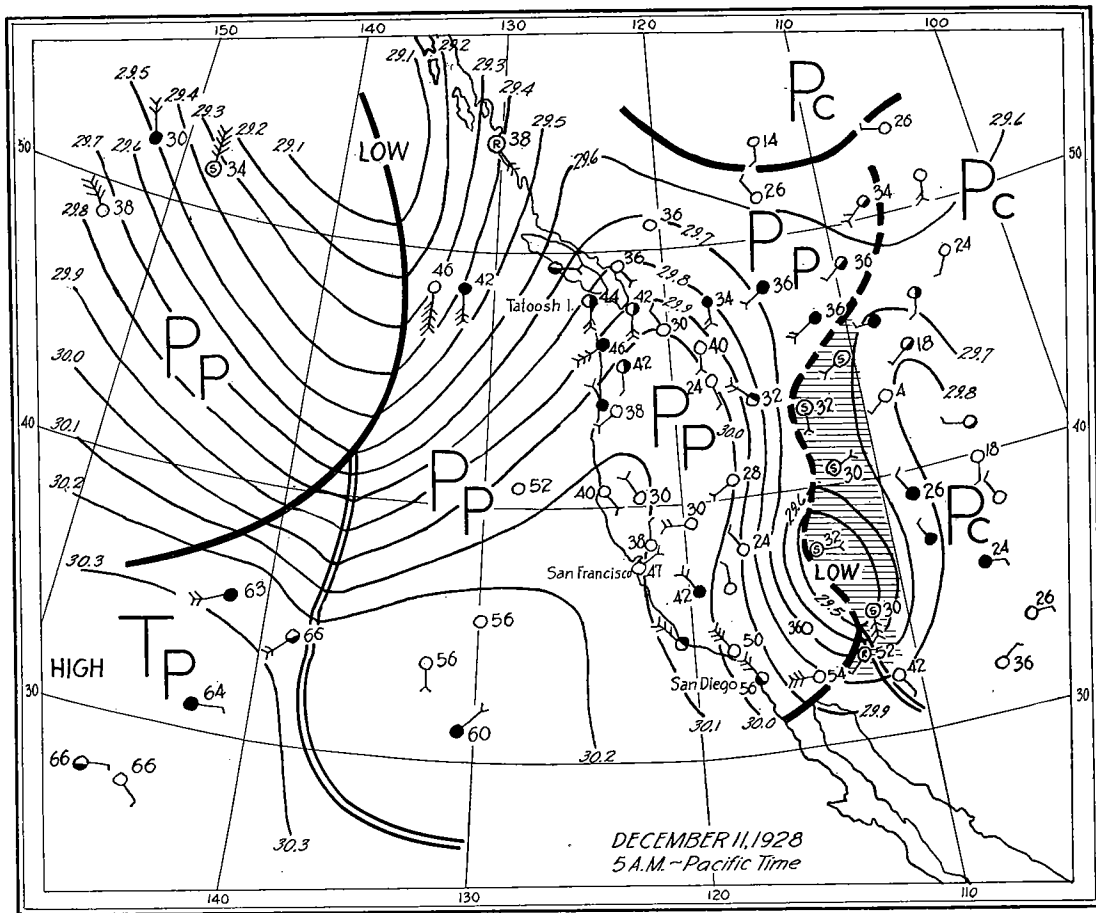 150 140 130 120 110 100
29.1 29.2
29.5 29.3
29.4 29.4
29.3
29.7 29.6 29.2 29.5
29.8 29.1 LOW 29.6 29.6
50 30 34 38 38 14 26 50
Pc
26 34 Pc
29.9 36 29.7 24
46 42 36 29.8 PP 36
Tatoosh I. 44 42 29.9 34 36 36
30.0 PP 46 30 40 18 29.7
42 24 4 29.8
40 30.1 38 PP 30.0 32 32 40
30.2 PP 52 40 30 28 30 18
30 29.6 26 Pc
38 24 32 24
30.3 San Francisco 47 LOW
63 42 29.5 30 26
TP 66 56 36
HIGH 56 50 52 36
64 San Diego 56 54 42
30 60 30.1 30.0 29.9 30
66 66 30.2
30.3
DECEMBER 11, 1928
5 A.M. ~ Pacific Time
140 130 120 110
S R S S S S R